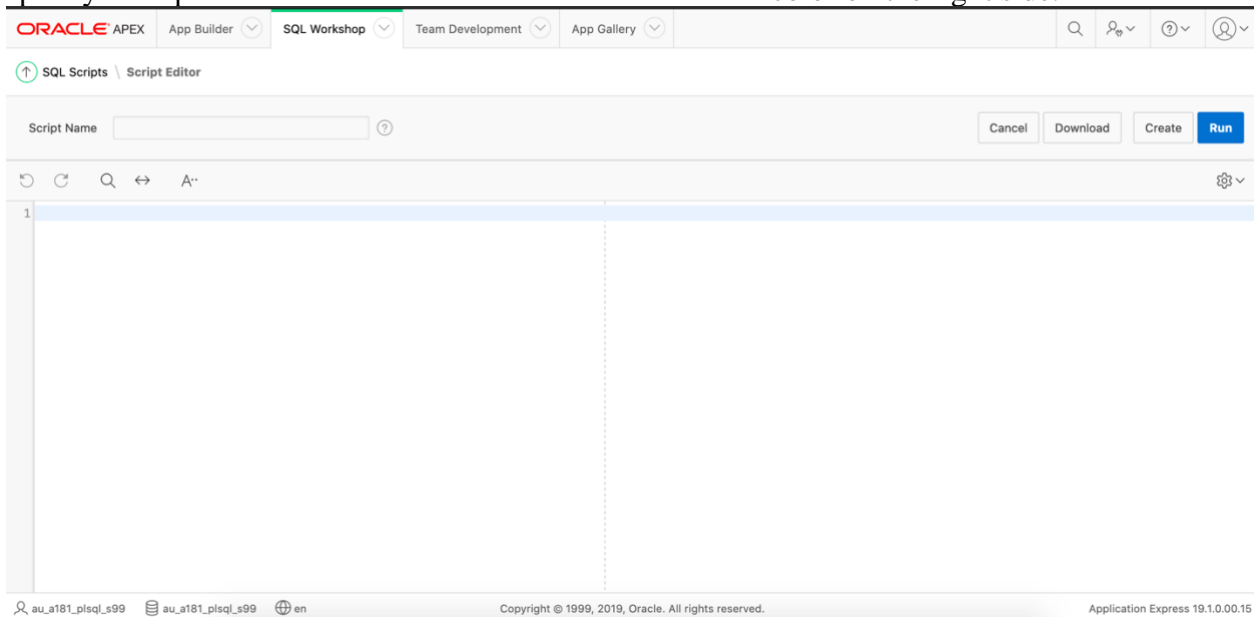 ORACLE APEX App Builder SQL Workshop Team Development App Gallery
SQL Scripts \ Script Editor
Script Name Cancel Download Create Run
A··
1
au_a181_plsql_s99 au_a181_plsql_s99 en Copyright © 1999, 2019, Oracle. All rights reserved. Application Express 19.1.0.00.15